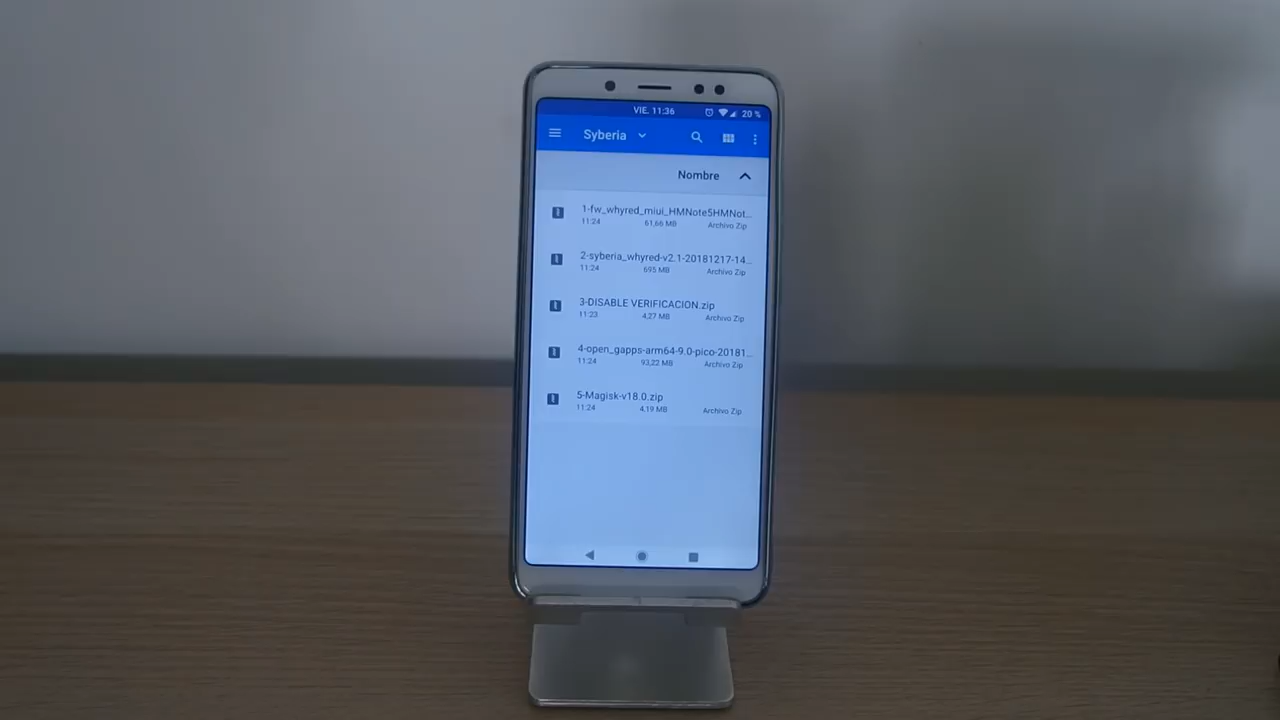 VIE. 11:36 20 %
Syberia
Nombre
1-fw_whyred_miui_HMNote5HMNot...
11:24 61,66 MB Archivo Zip
2-syberia_whyred-v2.1-20181217-14...
11:24 695 MB Archivo Zip
3-DISABLE VERIFICACION.zip
11:23 4,27 MB Archivo Zip
4-open_gapps-arm64-9.0-pico-20181...
11:24 93,22 MB Archivo Zip
5-Magisk-v18.0.zip
11:24 4,19 MB Archivo Zip